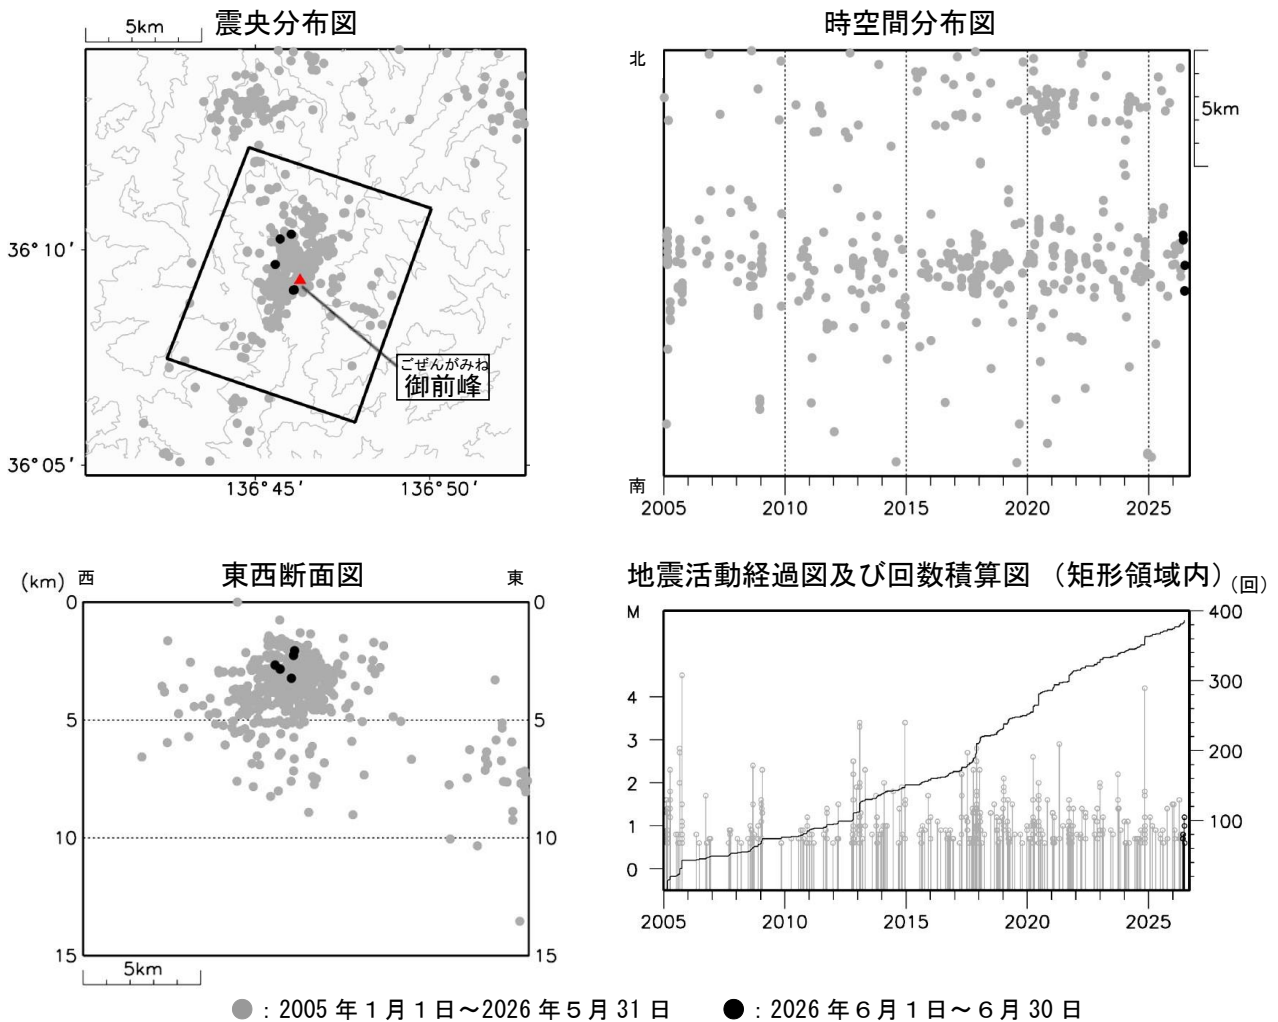 震央分布図
5km
36°10′
36°05′
136°45′
136°50′
ごぜんがみね
御前峰
時空間分布図
北
南
5km
2005
2010
2015
2020
2025
東西断面図
(km)
西
東
0
5
10
15
0
5
10
15
5km
地震活動経過図及び回数積算図 （矩形領域内）
(回)
M
4
3
2
1
0
400
300
200
100
2005
2010
2015
2020
2025
：2005 年１月１日～2026 年５月 31 日
：2026 年６月１日～６月 30 日